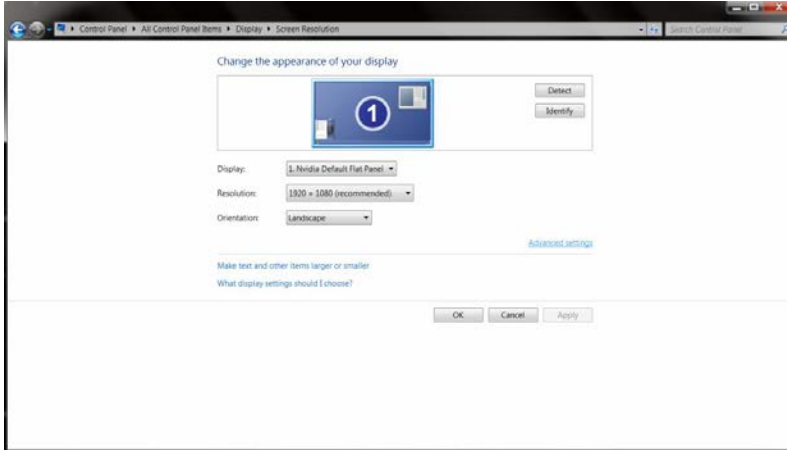 Control Panel ▸ All Control Panel Items ▸ Display ▸ Screen Resolution
Search Control Panel
Change the appearance of your display
1
Detect
Identify
Display: 1. Nvidia Default Flat Panel
Resolution: 1920 × 1080 (recommended)
Orientation: Landscape
Advanced settings
Make text and other items larger or smaller
What display settings should I choose?
OK Cancel Apply